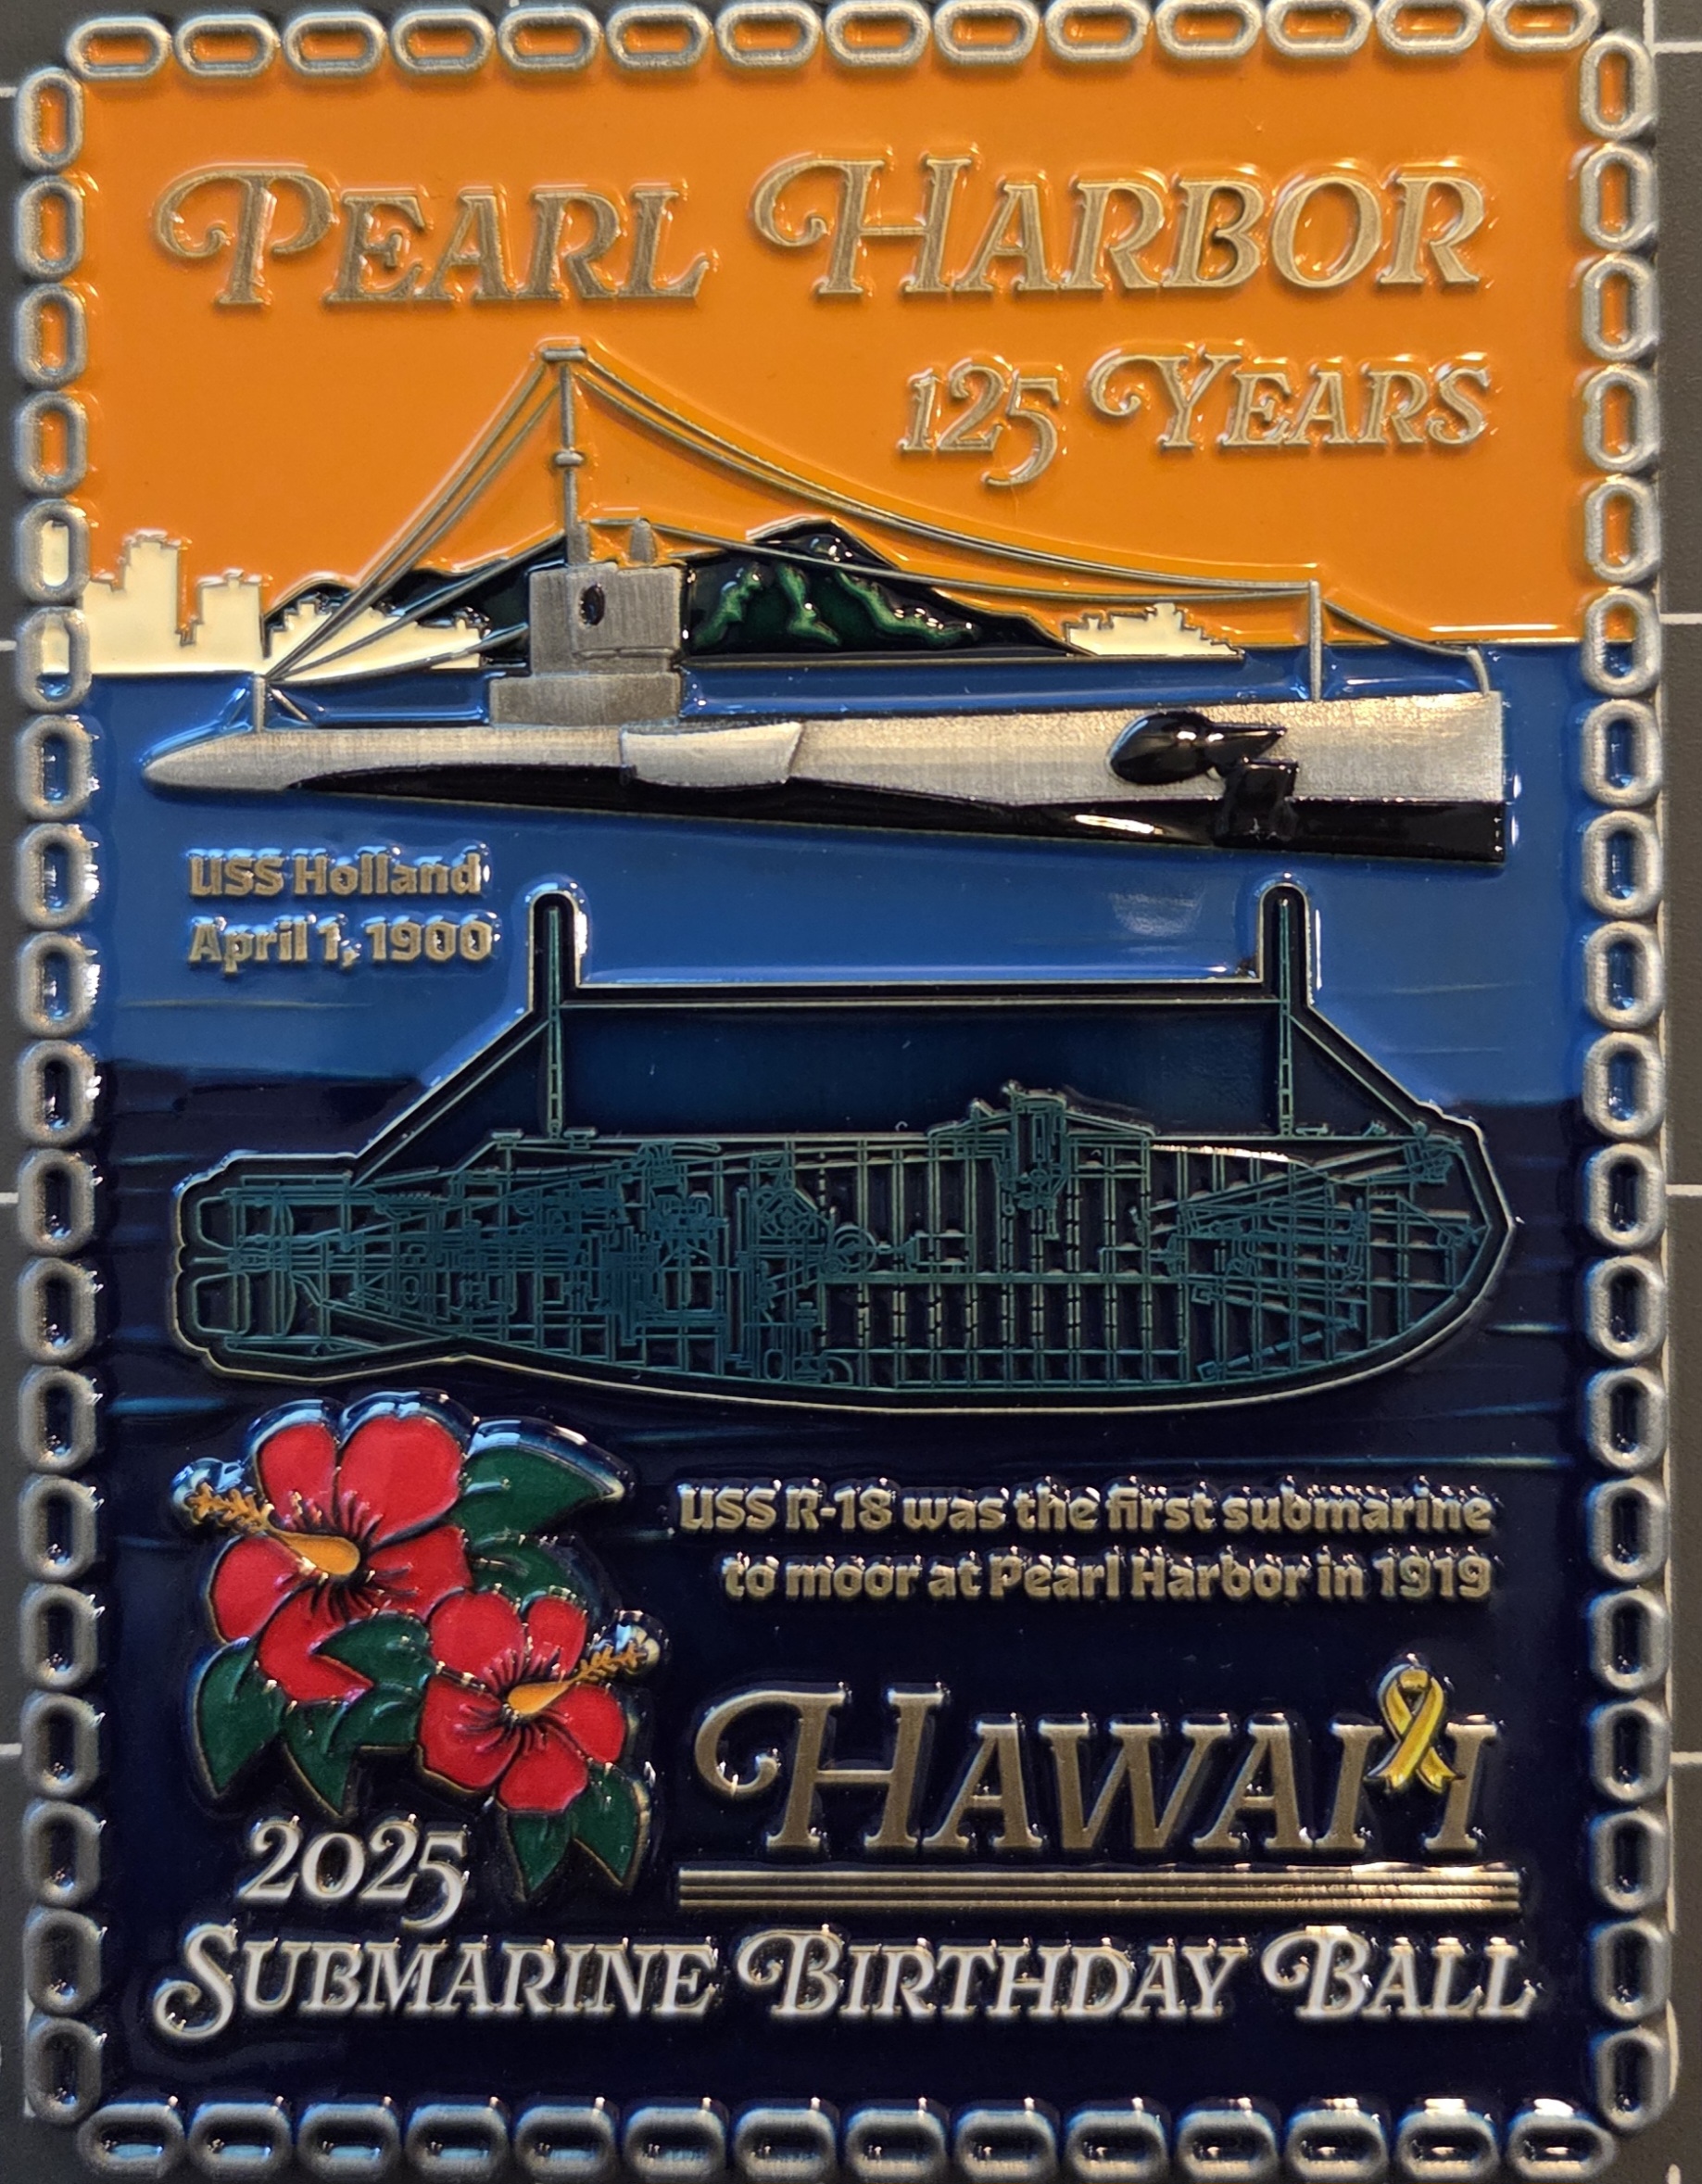 PEARL HARBOR
125 YEARS
USS Holland
April 1, 1900
USS R-18 was the first submarine
to moor at Pearl Harbor in 1919
HAWAI'I
2025
SUBMARINE BIRTHDAY BALL